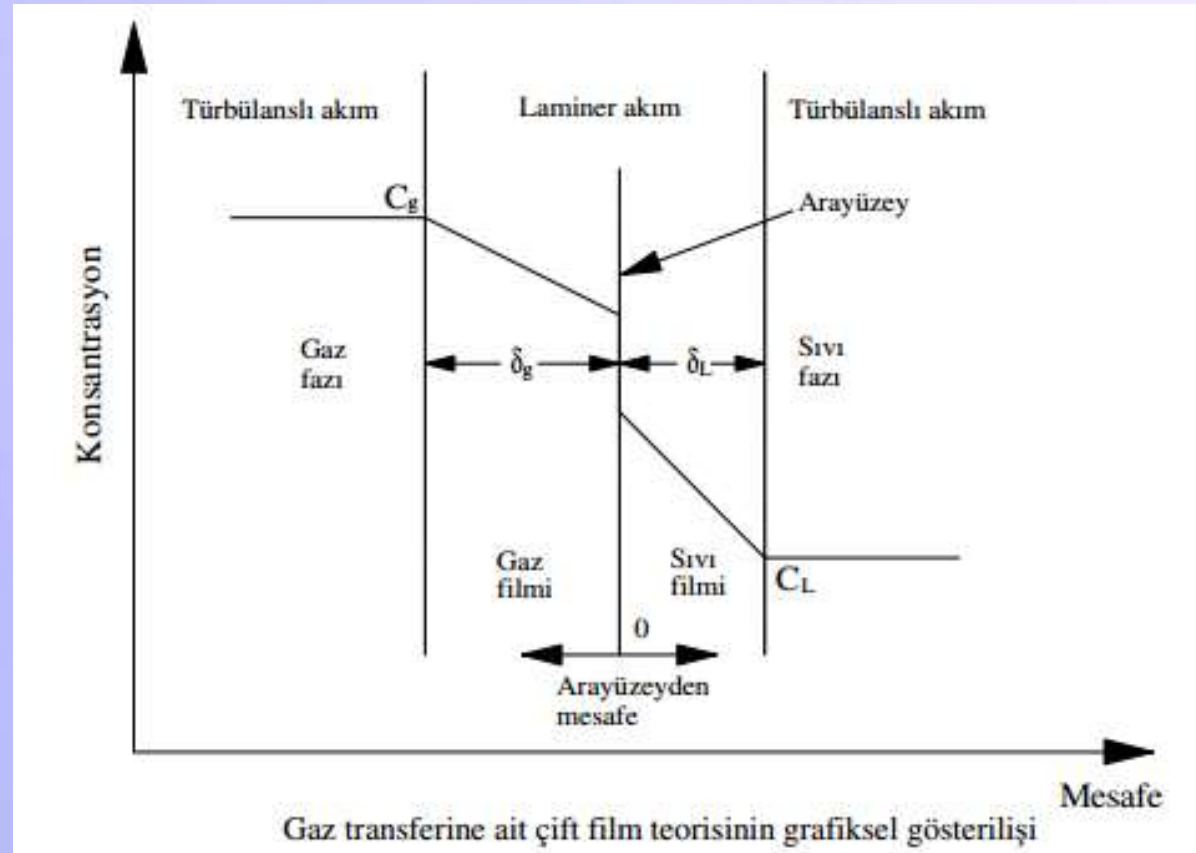 Türbülanslı akım
Laminer akım
Türbülanslı akım
Cg
Arayüzey
Konsantrasyon
Gaz
fazı
δg
δL
Sıvı
fazı
Gaz
filmi
Sıvı
filmi
CL
0
Arayüzeyden
mesafe
Mesafe
Gaz transferine ait çift film teorisinin grafiksel gösterilişi